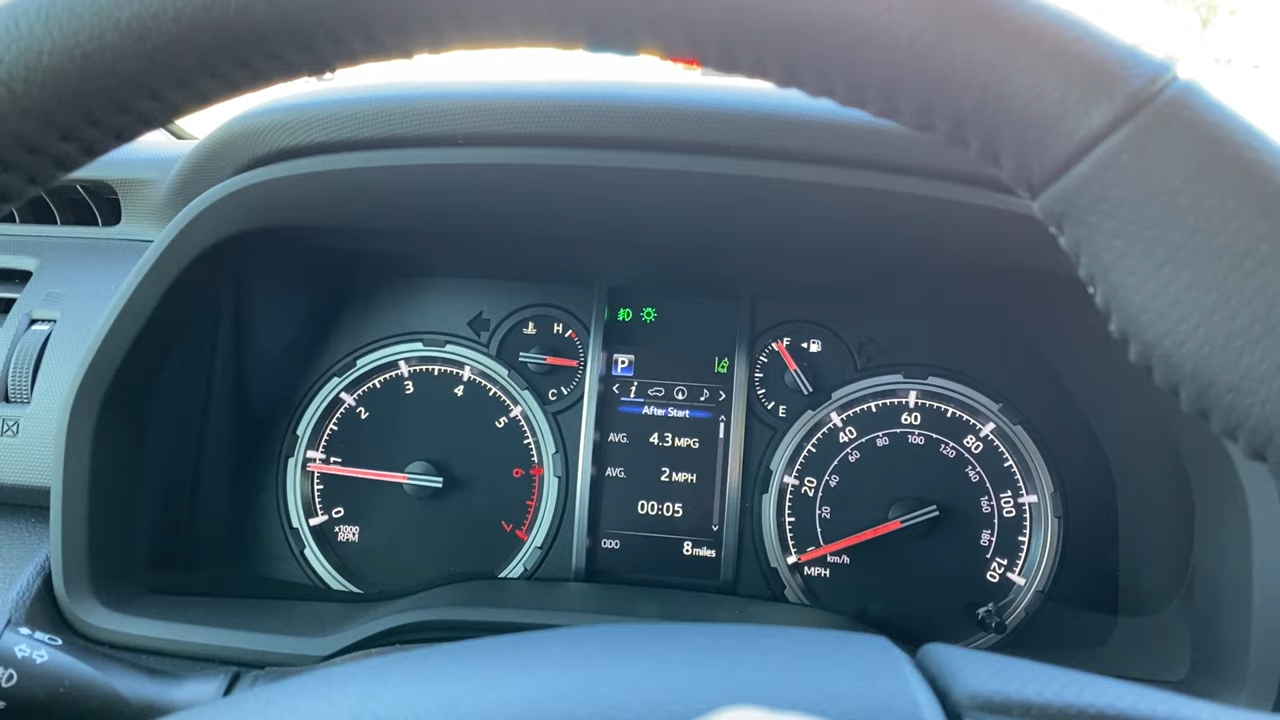 H
C
0
1
2
3
4
5
6
7
x1000
RPM
P
i
After Start
AVG. 4.3 MPG
AVG. 2 MPH
00:05
ODO 8 miles
F
E
20
40
60
80
100
120
20
40
60
80
100
120
140
160
180
km/h
MPH